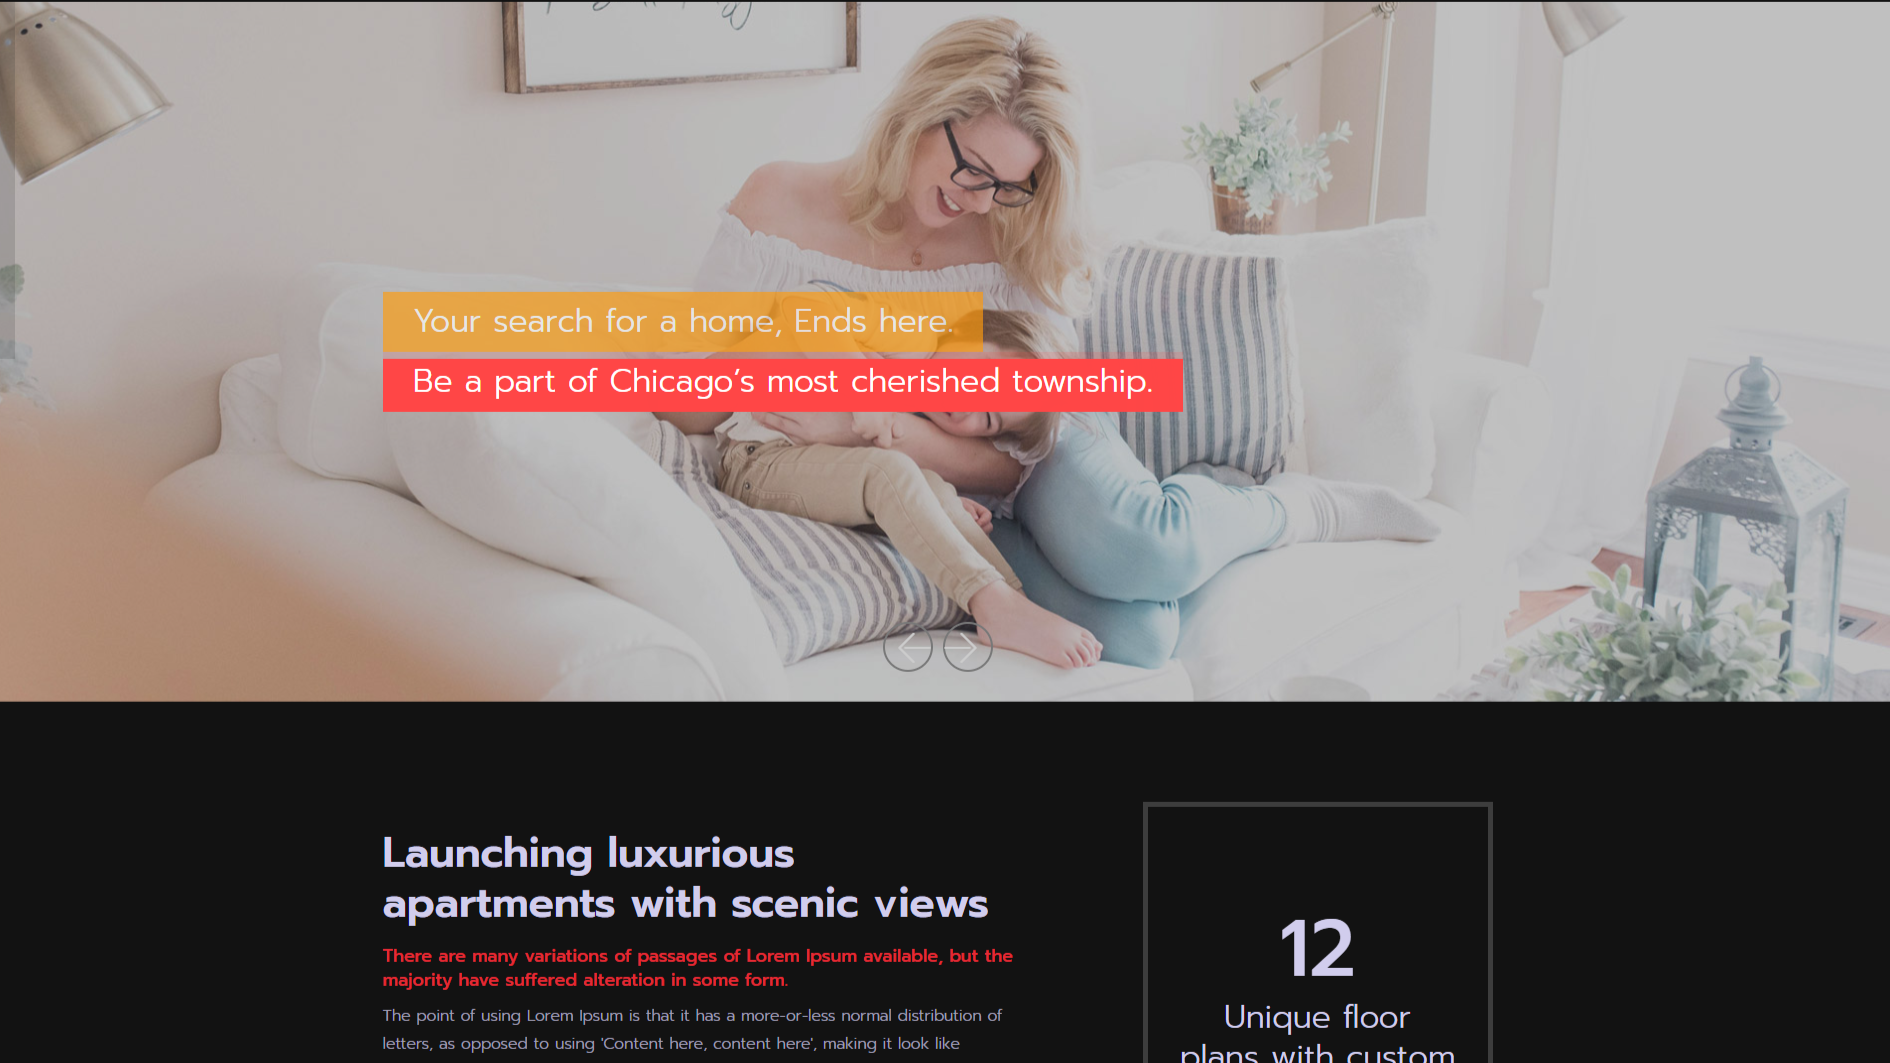 Your search for a home, Ends here.
Be a part of Chicago’s most cherished township.
Launching luxurious
apartments with scenic views
There are many variations of passages of Lorem Ipsum available, but the
majority have suffered alteration in some form.
The point of using Lorem Ipsum is that it has a more-or-less normal distribution of
letters, as opposed to using 'Content here, content here', making it look like
12
Unique floor
plans with custom